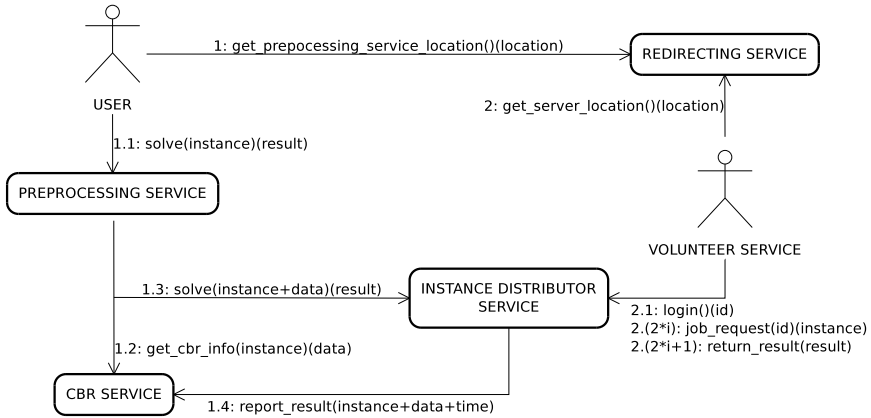 1: get_prepocessing_service_location()(location)
REDIRECTING SERVICE
USER
2: get_server_location()(location)
1.1: solve(instance)(result)
PREPROCESSING SERVICE
VOLUNTEER SERVICE
1.3: solve(instance+data)(result)
INSTANCE DISTRIBUTOR
SERVICE
2.1: login()(id)
2.(2*i): job_request(id)(instance)
2.(2*i+1): return_result(result)
1.2: get_cbr_info(instance)(data)
CBR SERVICE
1.4: report_result(instance+data+time)